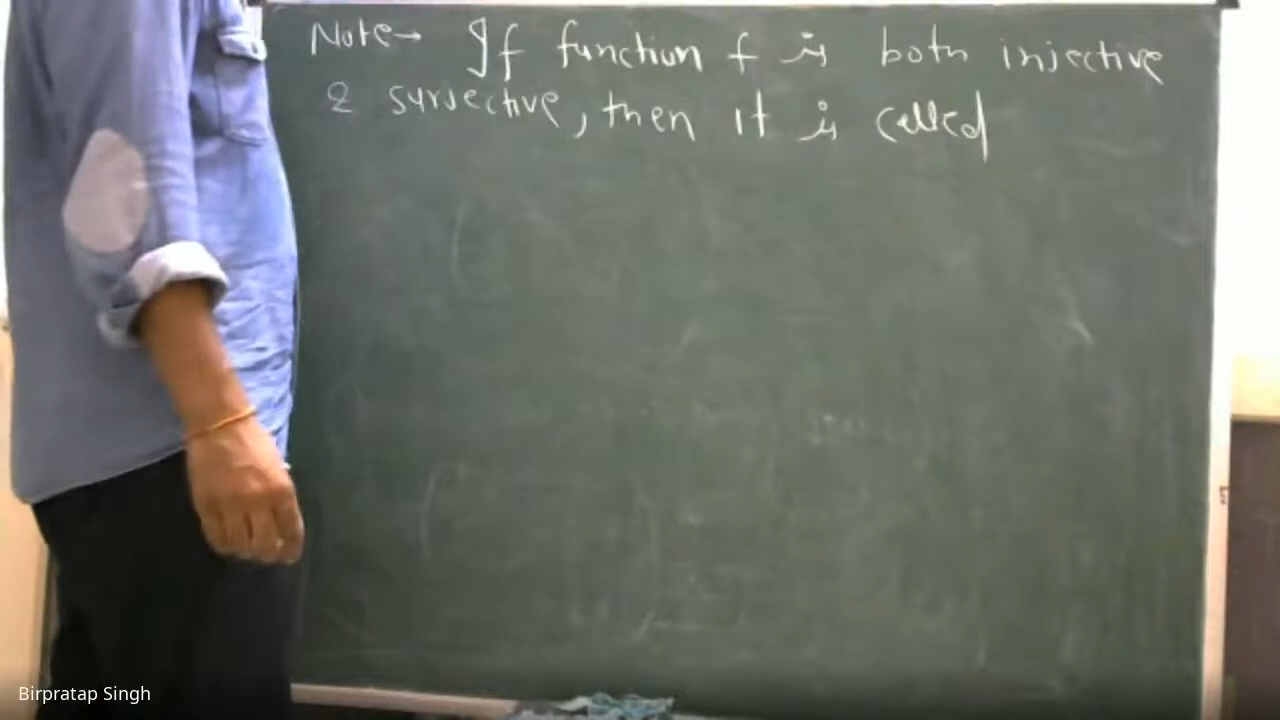 Note→ If function f is both injective
& surjective, then it is called
Birpratap Singh